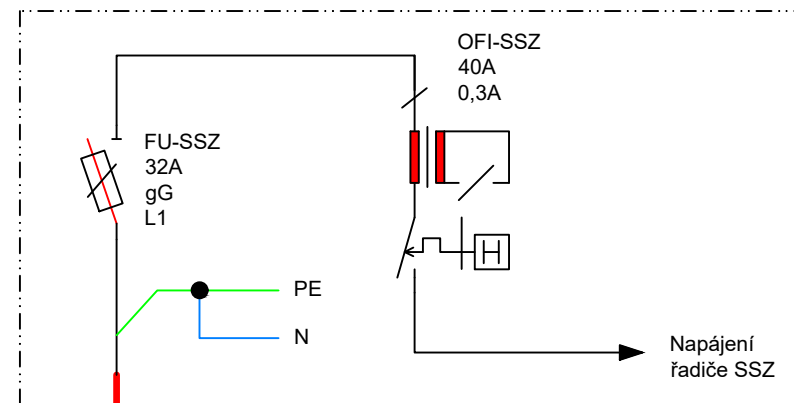 OFI-SSZ
40A
0,3A
FU-SSZ
32A
gG
L1
H
PE
N
Napájení
řadiče SSZ